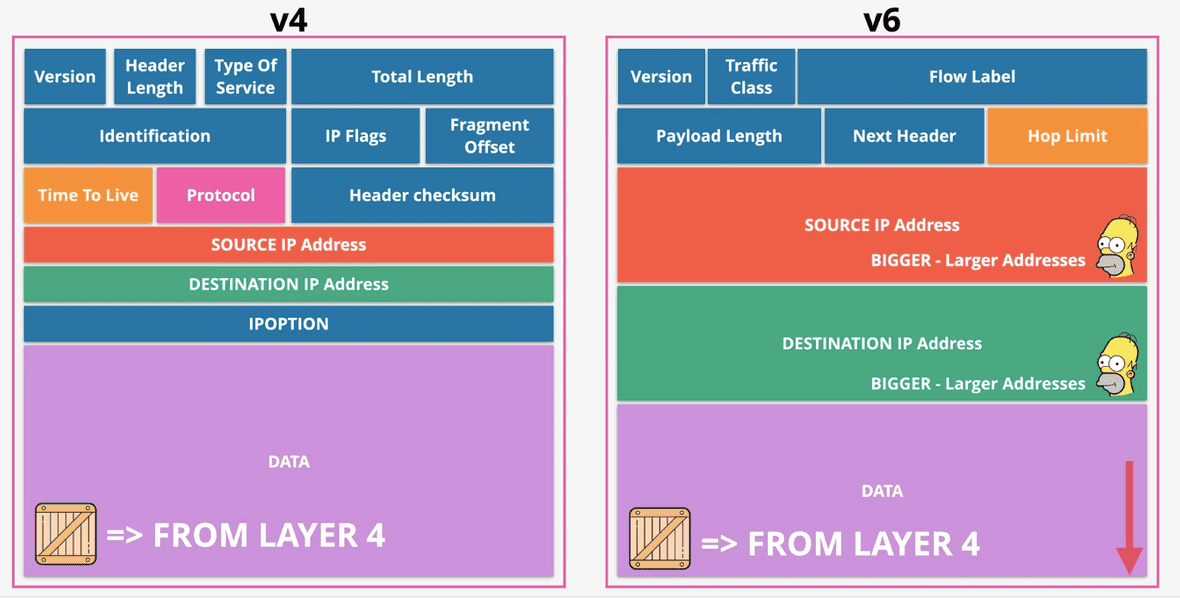 v4
Version
Header
Length
Type Of
Service
Total Length
Identification
IP Flags
Fragment
Offset
Time To Live
Protocol
Header checksum
SOURCE IP Address
DESTINATION IP Address
IPOPTION
DATA
=> FROM LAYER 4
v6
Version
Traffic
Class
Flow Label
Payload Length
Next Header
Hop Limit
SOURCE IP Address
BIGGER - Larger Addresses
DESTINATION IP Address
BIGGER - Larger Addresses
DATA
=> FROM LAYER 4